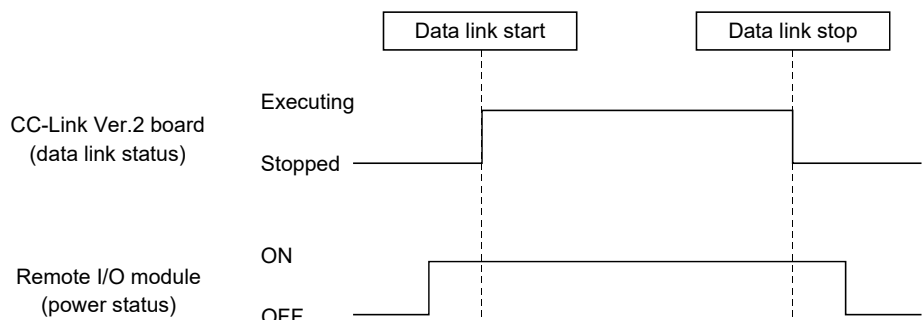 Data link start
Data link stop
Executing
CC-Link Ver.2 board
(data link status)
Stopped
ON
Remote I/O module
(power status)
OFF